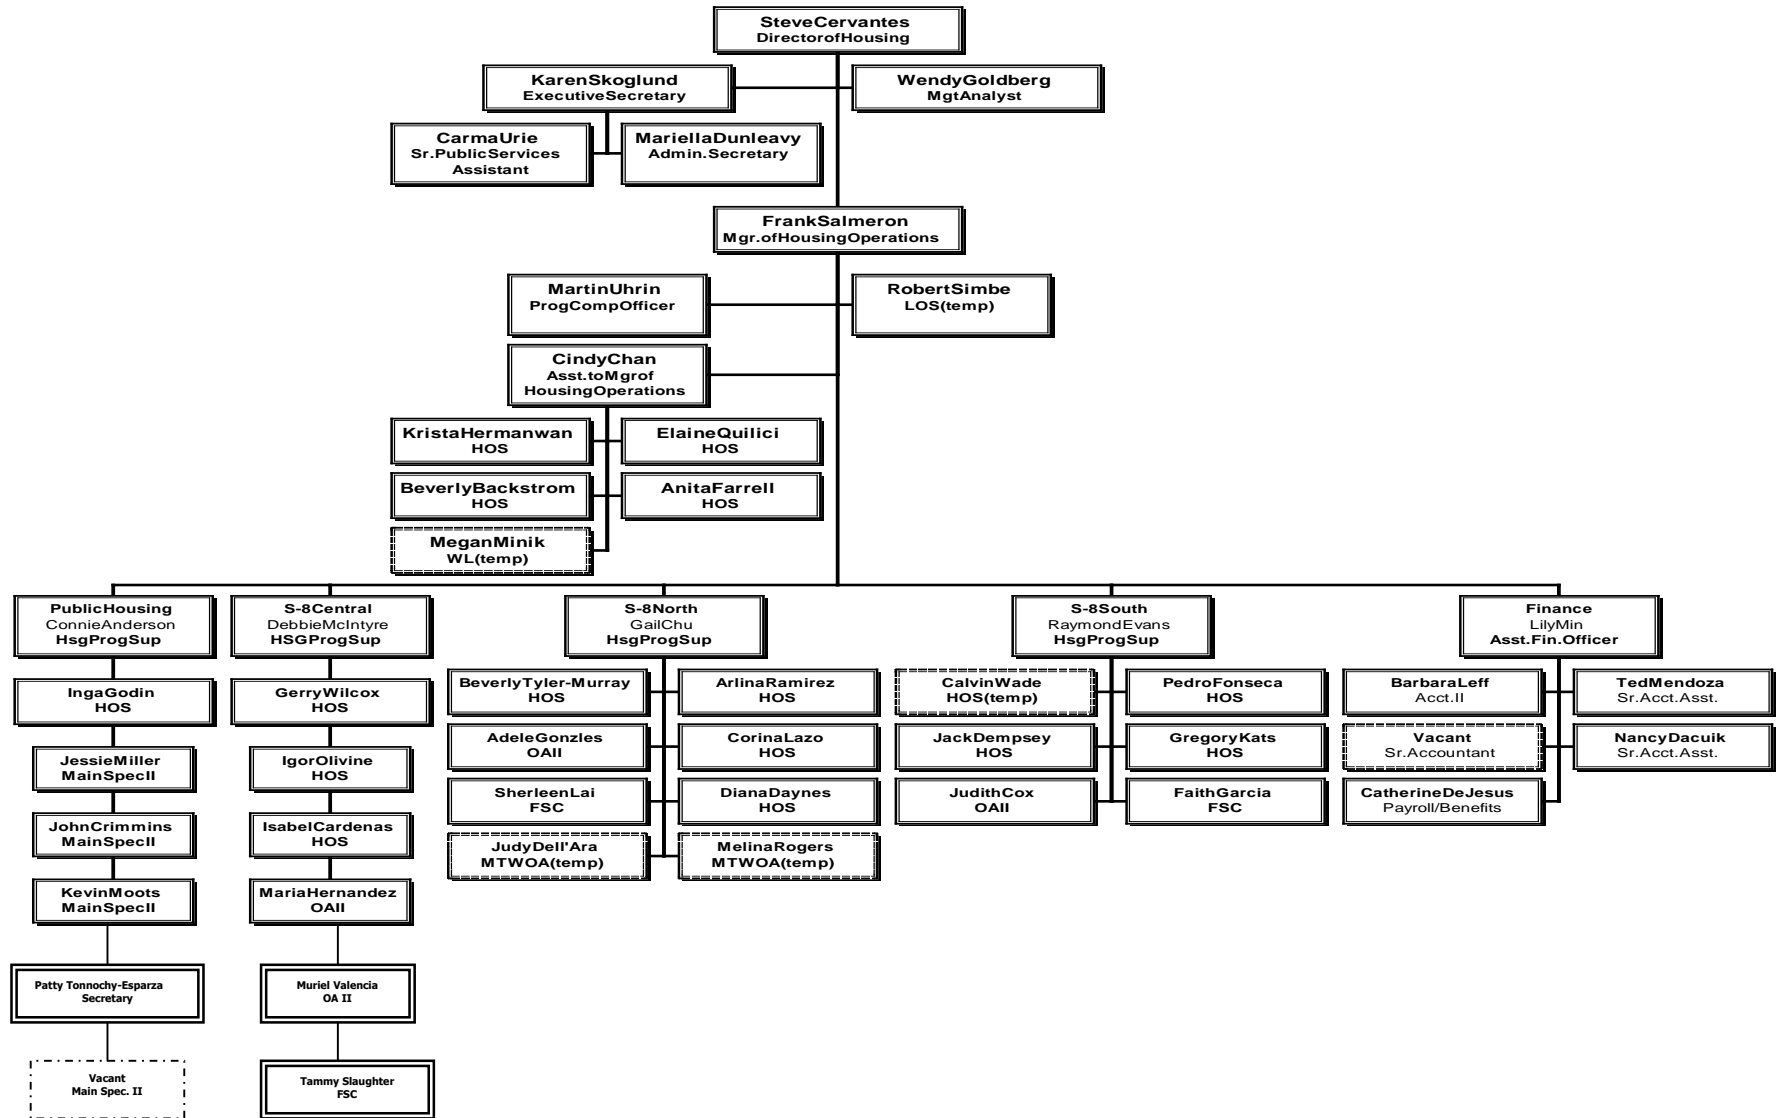 SteveCervantes
DirectorofHousing
KarenSkoglund
ExecutiveSecretary
WendyGoldberg
MgtAnalyst
CarmaUrie
Sr.PublicServices
Assistant
MariellaDunleavy
Admin.Secretary
FrankSalmeron
Mgr.ofHousingOperations
MartinUhrin
ProgCompOfficer
RobertSimbe
LOS(temp)
CindyChan
Asst.toMgrof
HousingOperations
KristaHermanwan
HOS
ElaineQuilici
HOS
BeverlyBackstrom
HOS
AnitaFarrell
HOS
MeganMinik
WL(temp)
PublicHousing
ConnieAnderson
HsgProgSup
S-8Central
DebbieMcIntyre
HSGProgSup
S-8North
GailChu
HsgProgSup
S-8South
RaymondEvans
HsgProgSup
Finance
LilyMin
Asst.Fin.Officer
IngaGodin
HOS
JessieMiller
MainSpecII
JohnCrimmins
MainSpecII
KevinMoots
MainSpecII
Patty Tonnochy-Esparza
Secretary
Vacant
Main Spec. II
GerryWilcox
HOS
IgorOlivine
HOS
IsabelCardenas
HOS
MariaHernandez
OAII
Muriel Valencia
OA II
Tammy Slaughter
FSC
BeverlyTyler-Murray
HOS
ArlinaRamirez
HOS
AdeleGonzles
OAII
CorinaLazo
HOS
SherleenLai
FSC
DianaDaynes
HOS
JudyDell'Ara
MTWOA(temp)
MelinaRogers
MTWOA(temp)
CalvinWade
HOS(temp)
PedroFonseca
HOS
JackDempsey
HOS
GregoryKats
HOS
JudithCox
OAII
FaithGarcia
FSC
BarbaraLeff
Acct.II
TedMendoza
Sr.Acct.Asst.
Vacant
Sr.Accountant
NancyDacuik
Sr.Acct.Asst.
CatherineDeJesus
Payroll/Benefits